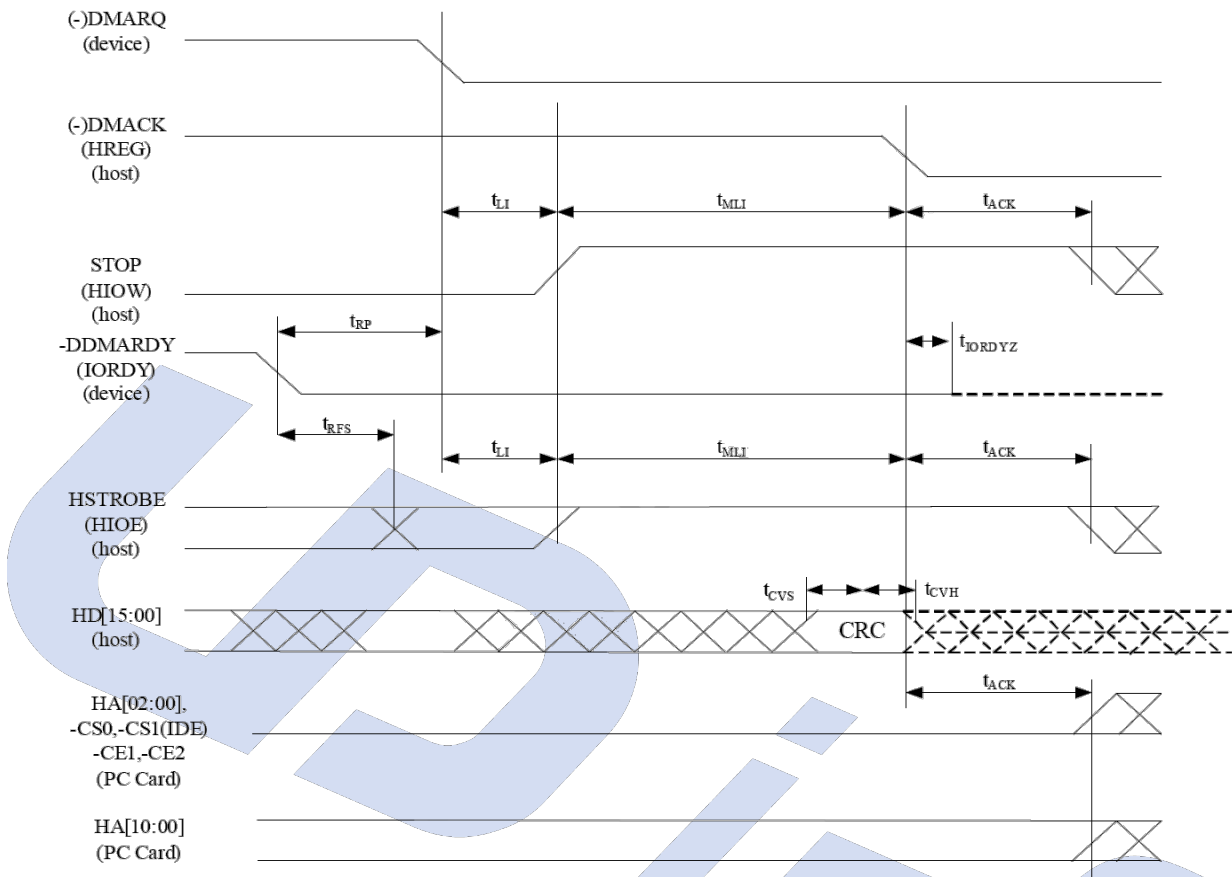 (-)DMARQ
(device)
(-)DMACK
(HREG)
(host)
tLI
tMLI
tACK
STOP
(HIOW)
(host)
tRP
tIORDYZ
-DDMARDY
(IORDY)
(device)
tRFS
tLI
tMLI
tACK
HSTROBE
(HIOE)
(host)
tCVS
tCVH
HD[15:00]
(host)
CRC
tACK
HA[02:00],
-CS0,-CS1(IDE)
-CE1,-CE2
(PC Card)
HA[10:00]
(PC Card)